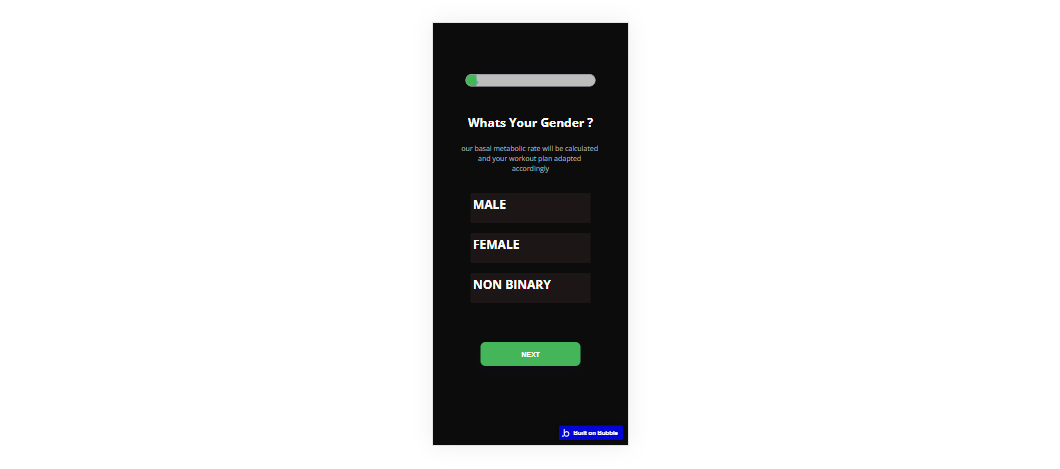 Whats Your Gender ?
our basal metabolic rate will be calculated
and your workout plan adapted
accordingly
MALE
FEMALE
NON BINARY
NEXT
Built on Bubble